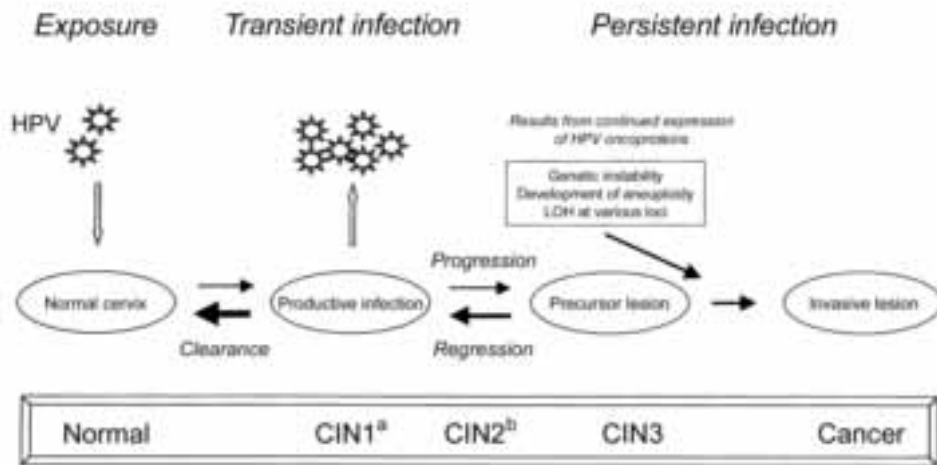 Exposure
Transient infection
Persistent infection
HPV
Results from continued expression
of HPV oncoproteins
Genetic instability
Development of aneuploidy
LOH at various loci
Progression
Normal cervix
Productive infection
Precursor lesion
Invasive lesion
Clearance
Regression
Normal
CIN1ᵃ
CIN2ᵇ
CIN3
Cancer